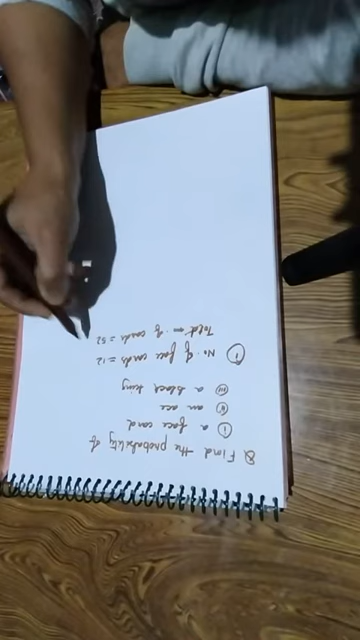 Q Find the probability of
(i) a face card
(ii) an ace
(iii) a black king
(i) No. of face cards = 12
Total no of cards = 52